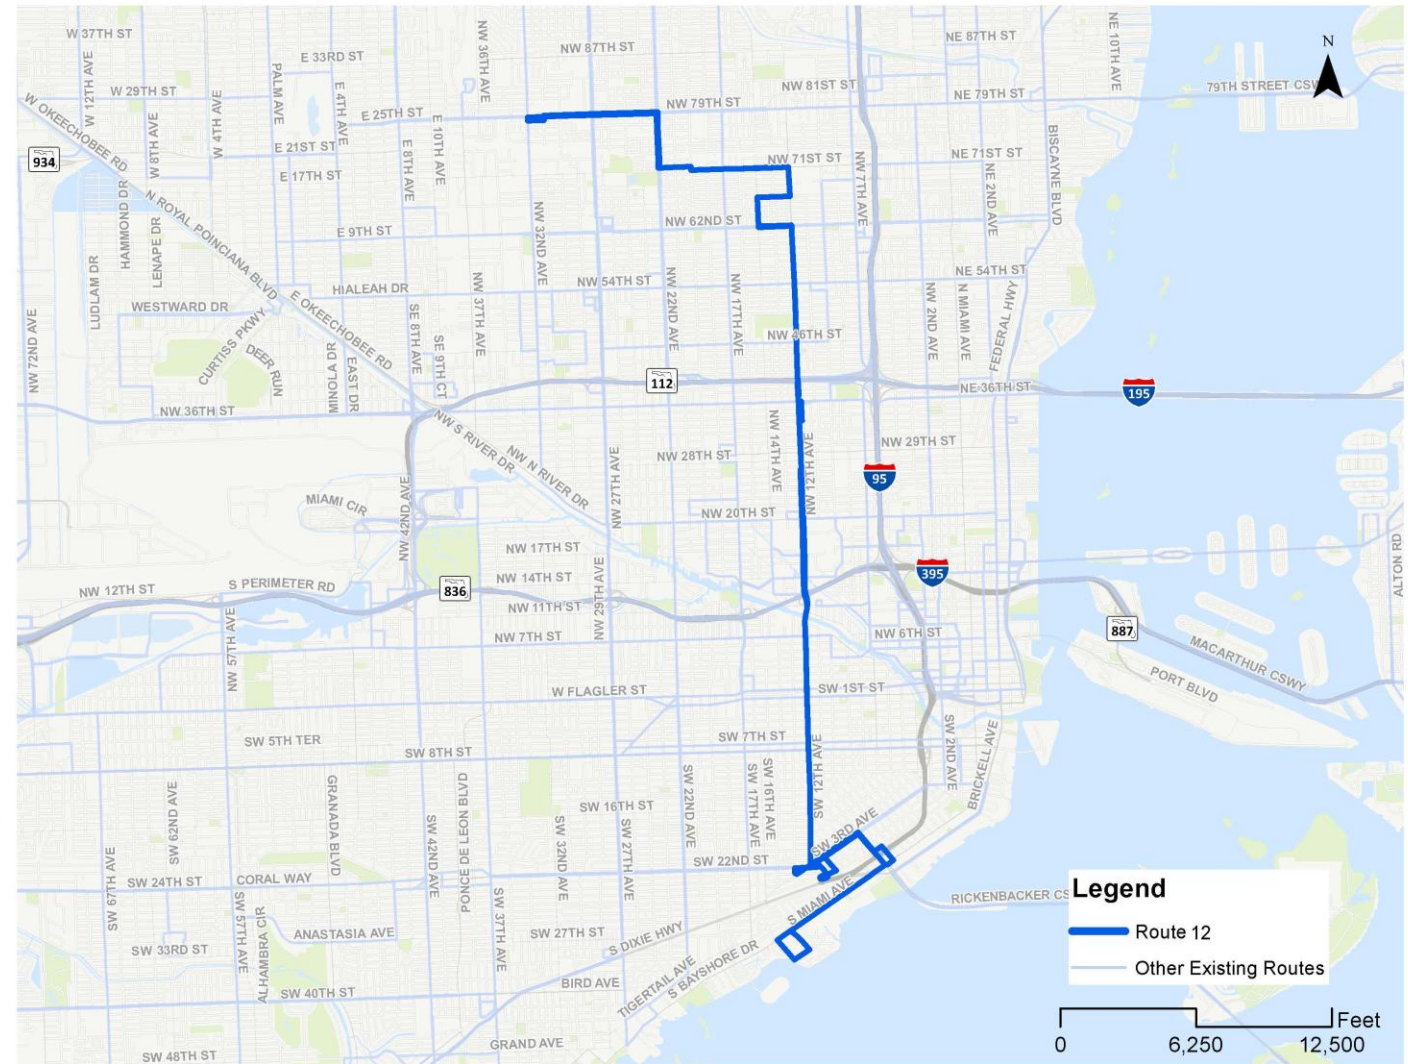 W 37TH ST
NE 87TH ST
NE 10TH AVE
N
NW 36TH AVE
NW 87TH ST
E 33RD ST
W 12TH AVE
PALM AVE
E 4TH AVE
NW 81ST ST
79TH STREET CSW
W 29TH ST
NE 79TH ST
NW 79TH ST
E 25TH ST
W OKEECHOBEE RD
W 8TH AVE
W 4TH AVE
E 10TH AVE
E 8TH AVE
BISCAYNE BLVD
934
E 21ST ST
NW 71ST ST
NE 71ST ST
NW 7TH AVE
NE 2ND AVE
E 17TH ST
HAMMOND DR
N ROYAL POINCIANA BLVD
NW 62ND ST
NW 32ND AVE
E 9TH ST
LENAPE DR
LUDLAM DR
NW 54TH ST
NE 54TH ST
HIALEAH DR
NW 37TH AVE
NW 22ND AVE
NW 17TH AVE
NW 2ND AVE
N MIAMI AVE
FEDERAL HWY
WESTWARD DR
E OKEECHOBEE RD
SE 8TH AVE
NW 46TH ST
NW 72ND AVE
CURTISS PKWY
DEER RUN
MINOLA DR
EAST DR
SE 9TH CT
112
NE 36TH ST
195
NW 36TH ST
NW S RIVER DR
NW 14TH AVE
NW 12TH AVE
NW 29TH ST
NW 28TH ST
NW N RIVER DR
NW 27TH AVE
95
MIAMI CIR
NW 42ND AVE
NW 20TH ST
NW 17TH ST
ALTON RD
395
S PERIMETER RD
NW 14TH ST
NW 12TH ST
836
NW 11TH ST
NW 29TH AVE
NW 57TH AVE
NW 7TH ST
NW 6TH ST
887
MACARTHUR CSWY
PORT BLVD
W FLAGLER ST
SW 1ST ST
SW 5TH TER
SW 7TH ST
SW 8TH ST
SW 12TH AVE
SW 2ND AVE
BRICKELL AVE
SW 62ND AVE
GRANADA BLVD
PONCE DE LEON BLVD
SW 22ND AVE
SW 17TH AVE
SW 16TH AVE
SW 16TH ST
SW 42ND AVE
SW 32ND AVE
SW 27TH AVE
SW 3RD AVE
SW 67TH AVE
SW 22ND ST
SW 24TH ST
CORAL WAY
S MIAMI AVE
RICKENBACKER CS
SW 57TH AVE
ALHAMBRA CIR
SW 37TH AVE
ANASTASIA AVE
SW 27TH ST
S DIXIE HWY
SW 33RD ST
S BAYSHORE DR
TIGERTAIL AVE
BIRD AVE
SW 40TH ST
GRAND AVE
SW 48TH ST
Legend
Route 12
Other Existing Routes
Feet
0 6,250 12,500